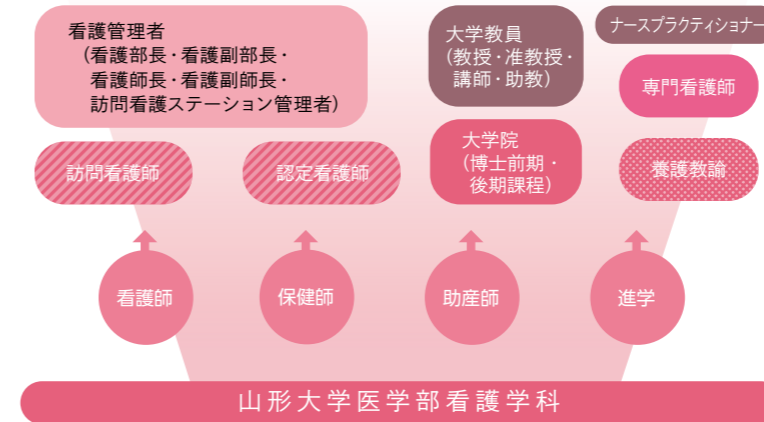 看護管理者
（看護部長・看護副部長・
看護師長・看護副師長・
訪問看護ステーション管理者）
大学教員
（教授・准教授・
講師・助教）
ナースプラクティショナー
専門看護師
訪問看護師
認定看護師
大学院
（博士前期・
後期課程）
養護教諭
看護師
保健師
助産師
進学
山形大学医学部看護学科